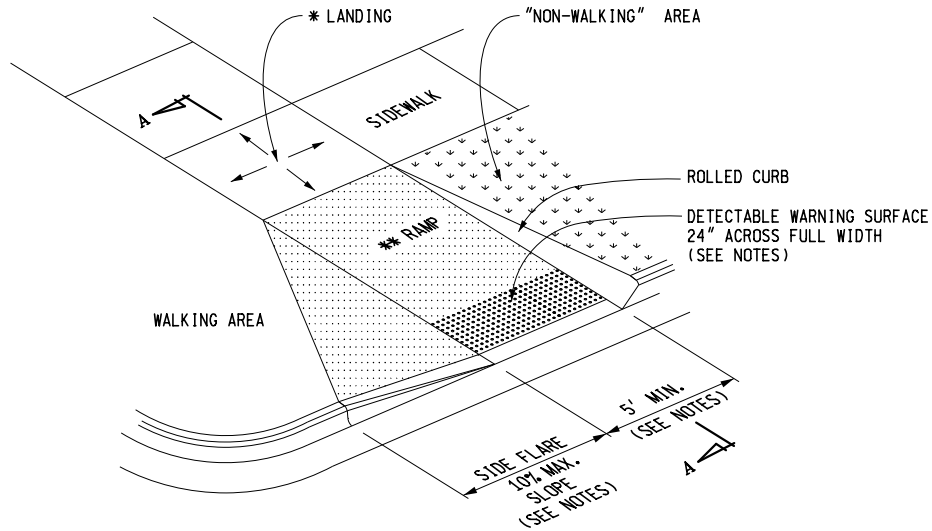 * LANDING
"NON-WALKING" AREA
A
SIDEWALK
ROLLED CURB
** RAMP
DETECTABLE WARNING SURFACE
24" ACROSS FULL WIDTH
(SEE NOTES)
WALKING AREA
5' MIN.
(SEE NOTES)
SIDE FLARE
10% MAX.
SLOPE
(SEE NOTES)
A